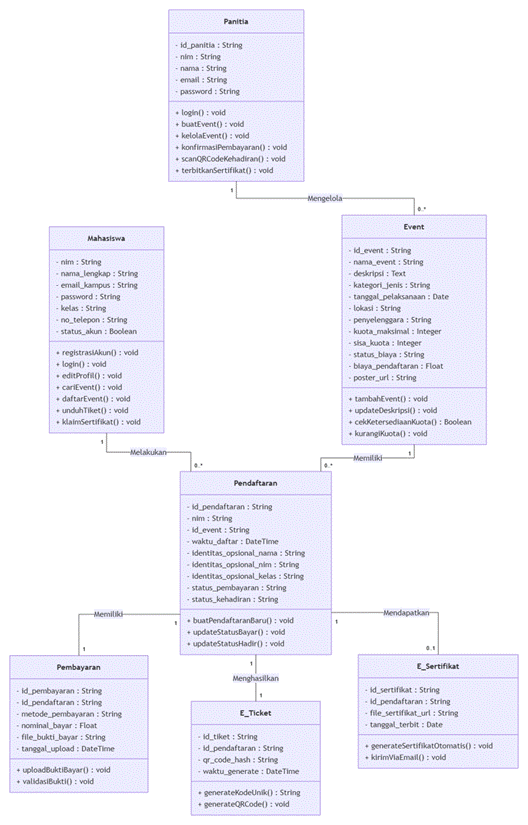 Panitia
- id_panitia : String
- nim : String
- nama : String
- email : String
- password : String
+ login() : void
+ buatEvent() : void
+ kelolaEvent() : void
+ konfirmasiPembayaran() : void
+ scanQRCodeKehadiran() : void
+ terbitkanSertifikat() : void
1
Mengelola
0..*
Event
- id_event : String
- nama_event : String
- deskripsi : Text
- kategori_jenis : String
- tanggal_pelaksanaan : Date
- lokasi : String
- penyelenggara : String
- kuota_maksimal : Integer
- sisa_kuota : Integer
- status_biaya : String
- biaya_pendaftaran : Float
- poster_url : String
+ tambahEvent() : void
+ updateDeskripsi() : void
+ cekKetersediaanKuota() : Boolean
+ kurangiKuota() : void
Mahasiswa
- nim : String
- nama_lengkap : String
- email_kampus : String
- password : String
- kelas : String
- no_telepon : String
- status_akun : Boolean
+ registrasiAkun() : void
+ login() : void
+ editProfil() : void
+ cariEvent() : void
+ daftarEvent() : void
+ unduhTiket() : void
+ klaimSertifikat() : void
1
Melakukan
0..*
1
Memiliki
0..*
Pendaftaran
- id_pendaftaran : String
- nim : String
- id_event : String
- waktu_daftar : DateTime
- identitas_opsional_nama : String
- identitas_opsional_nim : String
- identitas_opsional_kelas : String
- status_pembayaran : String
- status_kehadiran : String
+ buatPendaftaranBaru() : void
+ updateStatusBayar() : void
+ updateStatusHadir() : void
1
Memiliki
1
1
Menghasilkan
1
1
Mendapatkan
0..1
Pembayaran
- id_pembayaran : String
- id_pendaftaran : String
- metode_pembayaran : String
- nominal_bayar : Float
- file_bukti_bayar : String
- tanggal_upload : DateTime
+ uploadBuktiBayar() : void
+ validasiBukti() : void
E_Ticket
- id_tiket : String
- id_pendaftaran : String
- qr_code_hash : String
- waktu_generate : DateTime
+ generateKodeUnik() : String
+ generateQRCode() : void
E_Sertifikat
- id_sertifikat : String
- id_pendaftaran : String
- file_sertifikat_url : String
- tanggal_terbit : Date
+ generateSertifikatOtomatis() : void
+ kirimViaEmail() : void